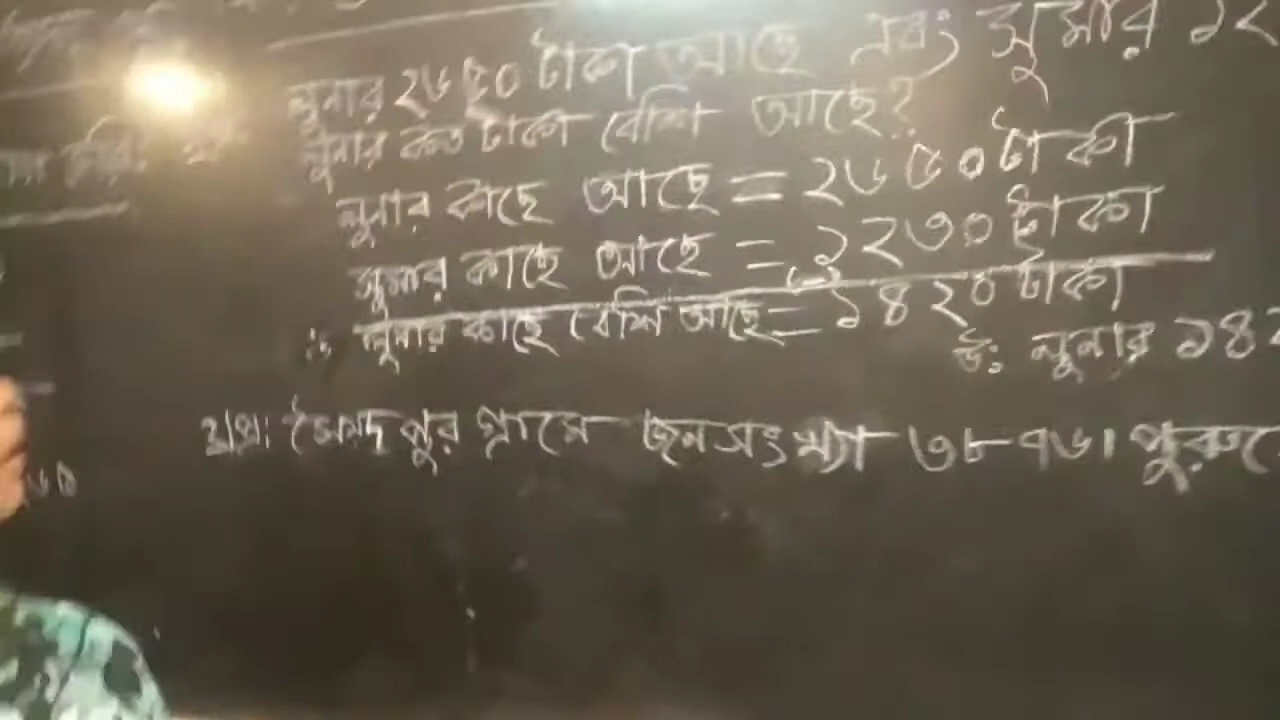 লুনার ২৬৫০ টাকা আছে এবং সুমার ১২
লুনার কত টাকা বেশি আছে?
লুনার কাছে আছে = ২৬৫০ টাকা
সুমার কাছে আছে = ১২৩০ টাকা
(-)
∴ লুনার কাছে বেশি আছে = ১৪২০ টাকা
উঃ লুনার ১৪২
প্রশ্ন। সৈয়দপুর গ্রামে জনসংখ্যা ৩৮৭৬। পুরুষে